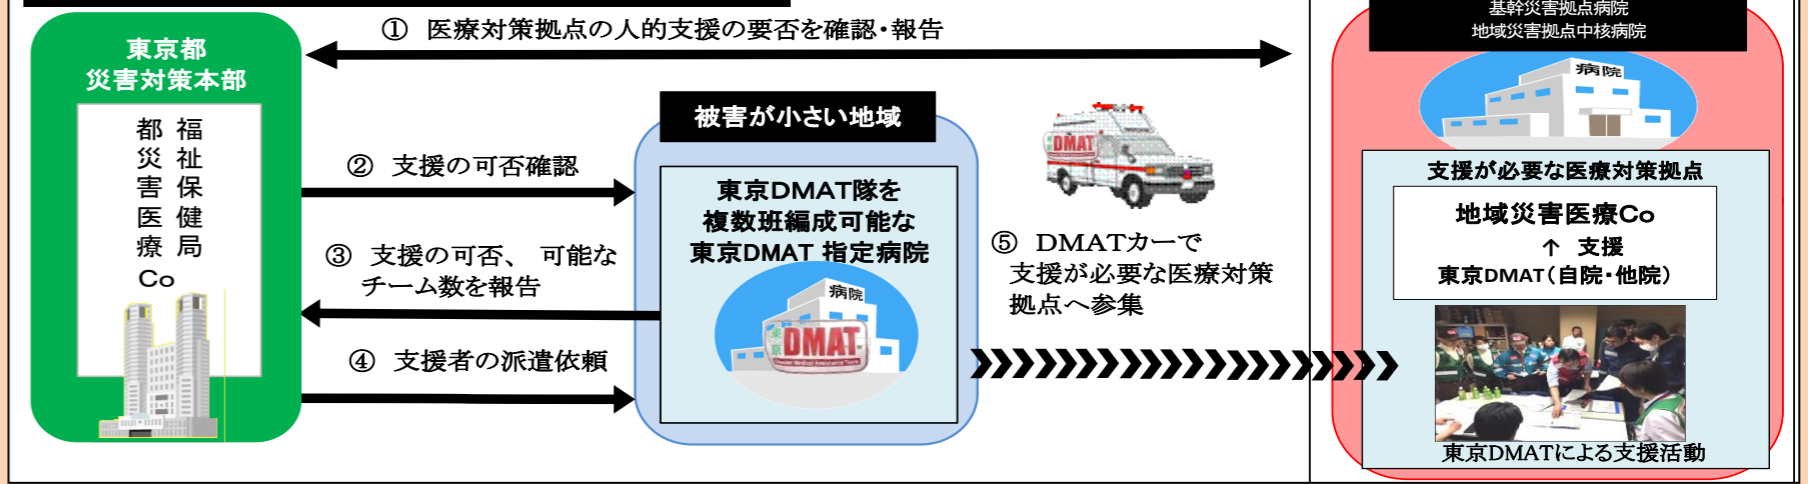 ① 医療対策拠点の人的支援の要否を確認・報告
東京都
災害対策本部
都災害医療Co
福祉保健局
② 支援の可否確認
③ 支援の可否、可能な
チーム数を報告
④ 支援者の派遣依頼
被害が小さい地域
東京DMAT隊を
複数班編成可能な
東京DMAT 指定病院
病院
東京
DMAT
DMAT
⑤ DMATカーで
支援が必要な医療対策
拠点へ参集
基幹災害拠点病院
地域災害拠点中核病院
病院
支援が必要な医療対策拠点
地域災害医療Co
↑ 支援
東京DMAT(自院・他院)
東京DMATによる支援活動